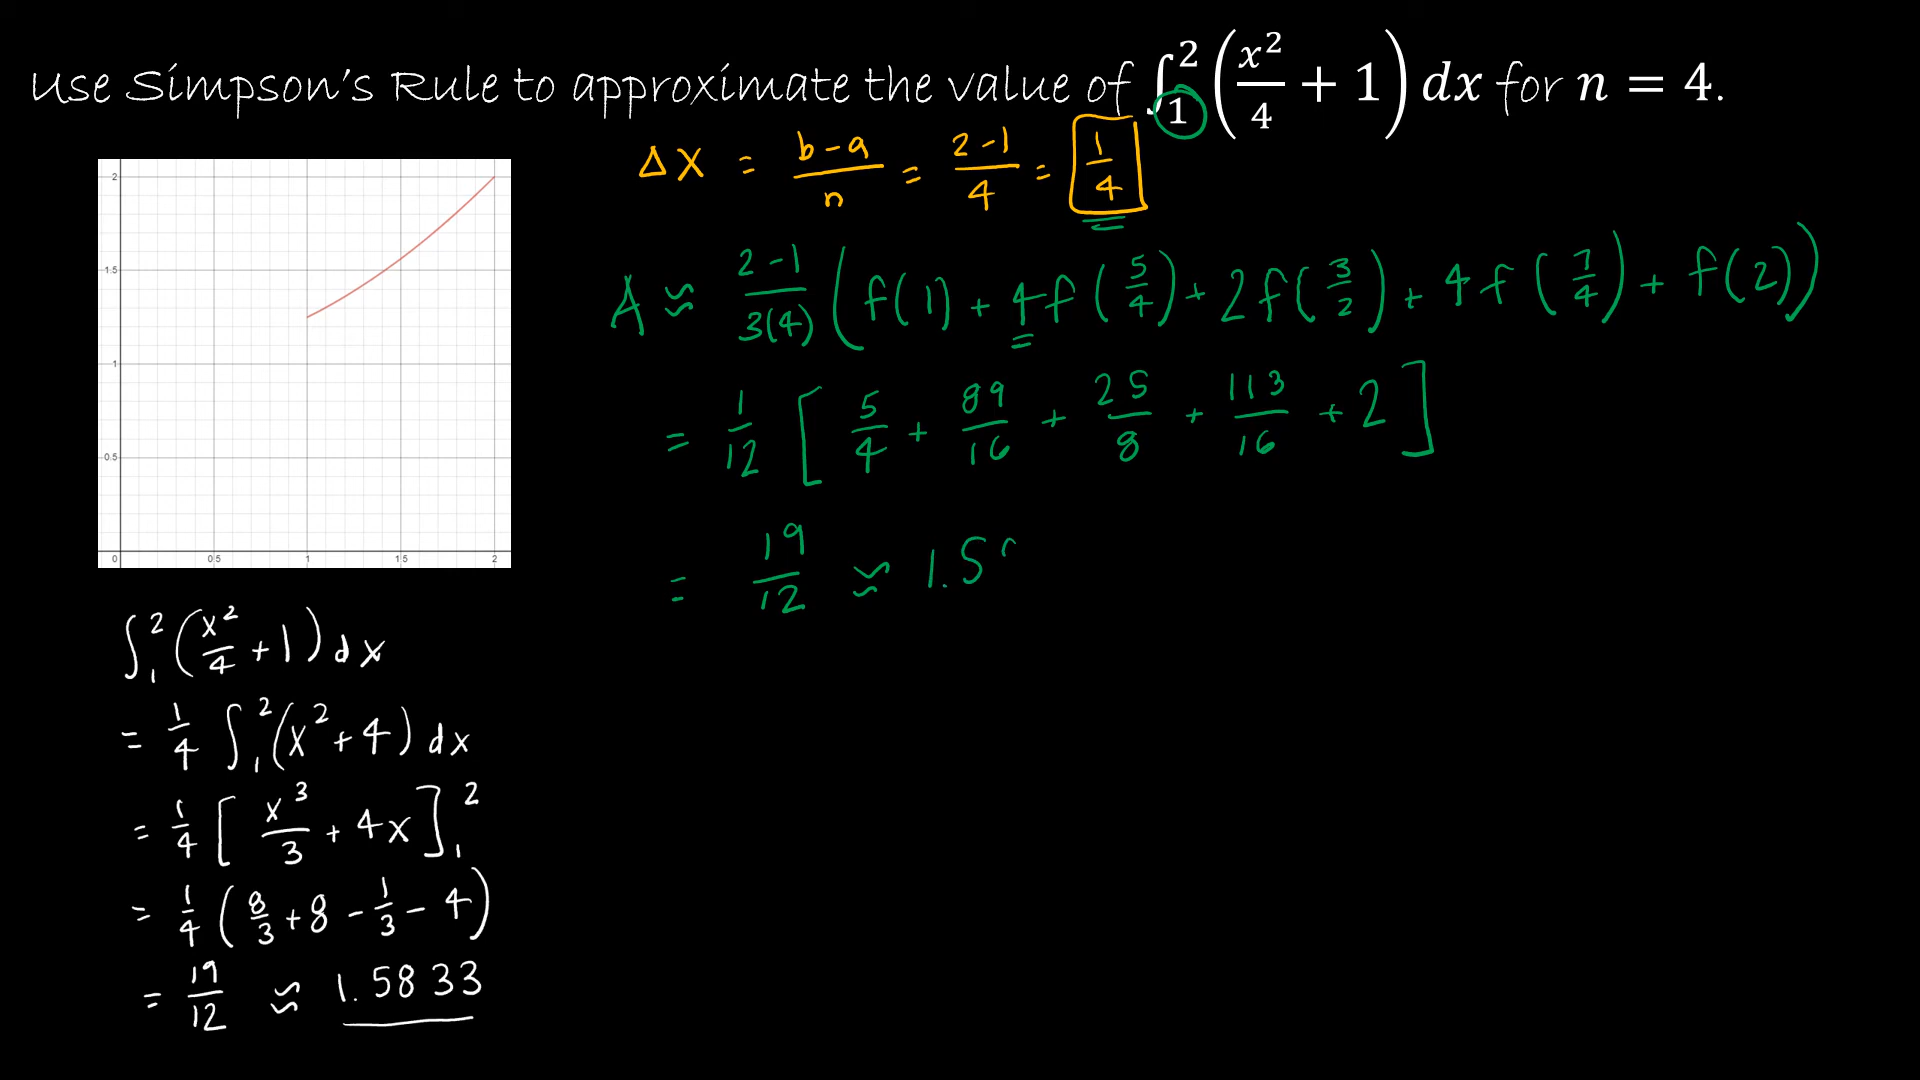 Use Simpson's Rule to approximate the value of ∫₁² (x²/4 + 1) dx for n = 4.
Δx = (b-a)/n = (2-1)/4 = 1/4
A ≈ (2-1)/3(4) (f(1) + 4f(5/4) + 2f(3/2) + 4f(7/4) + f(2))
= 1/12 [5/4 + 89/16 + 25/8 + 113/16 + 2]
= 19/12 ≈ 1.5
2
1.5
1
0.5
0 0.5 1 1.5 2
∫₁² (x²/4 + 1) dx
= 1/4 ∫₁² (x² + 4) dx
= 1/4 [x³/3 + 4x]₁²
= 1/4 (8/3 + 8 - 1/3 - 4)
= 19/12 ≈ 1.5833